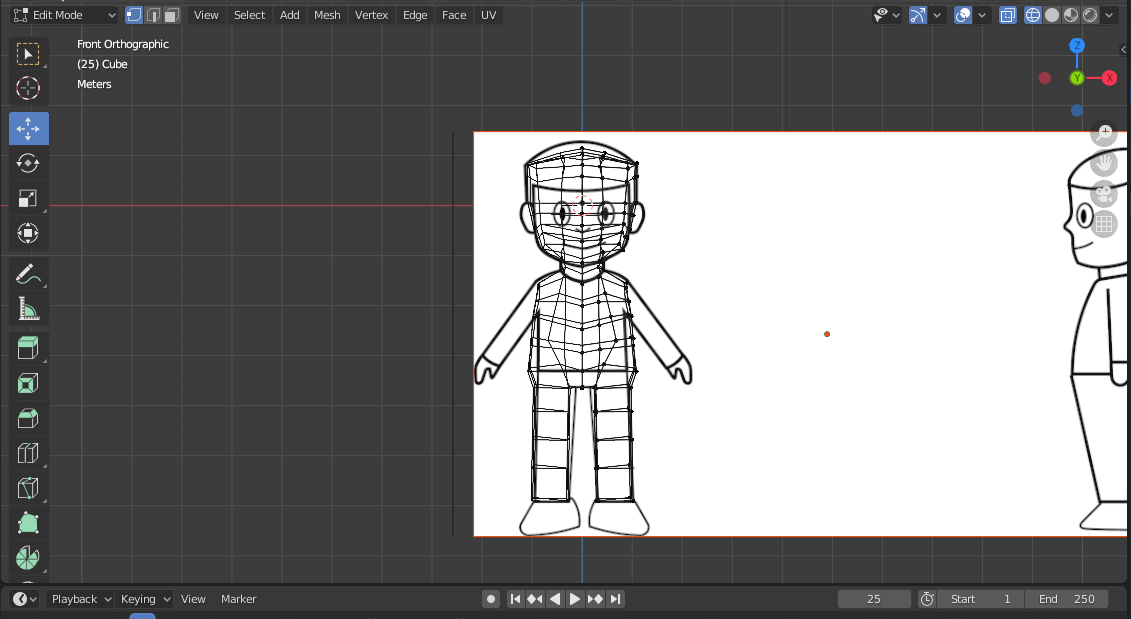 Edit Mode View Select Add Mesh Vertex Edge Face UV
Front Orthographic
(25) Cube
Meters
Z
Y
X
Playback Keying View Marker 25 Start 1 End 250